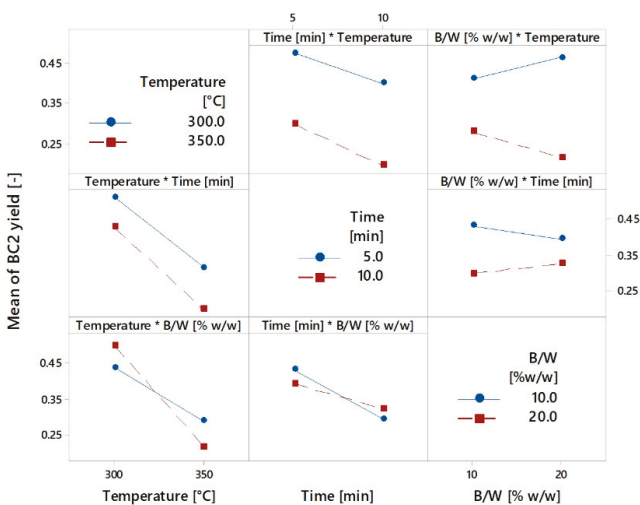 5 10
Time [min] * Temperature
B/W [% w/w] * Temperature
0.45
0.35
0.25
Temperature
[°C]
300.0
350.0
Temperature * Time [min]
B/W [% w/w] * Time [min]
Time
[min]
5.0
10.0
0.45
0.35
0.25
Mean of BC2 yield [-]
Temperature * B/W [% w/w]
Time [min] * B/W [% w/w]
0.45
0.35
0.25
B/W
[%w/w]
10.0
20.0
300 350
5 10
10 20
Temperature [°C]
Time [min]
B/W [% w/w]